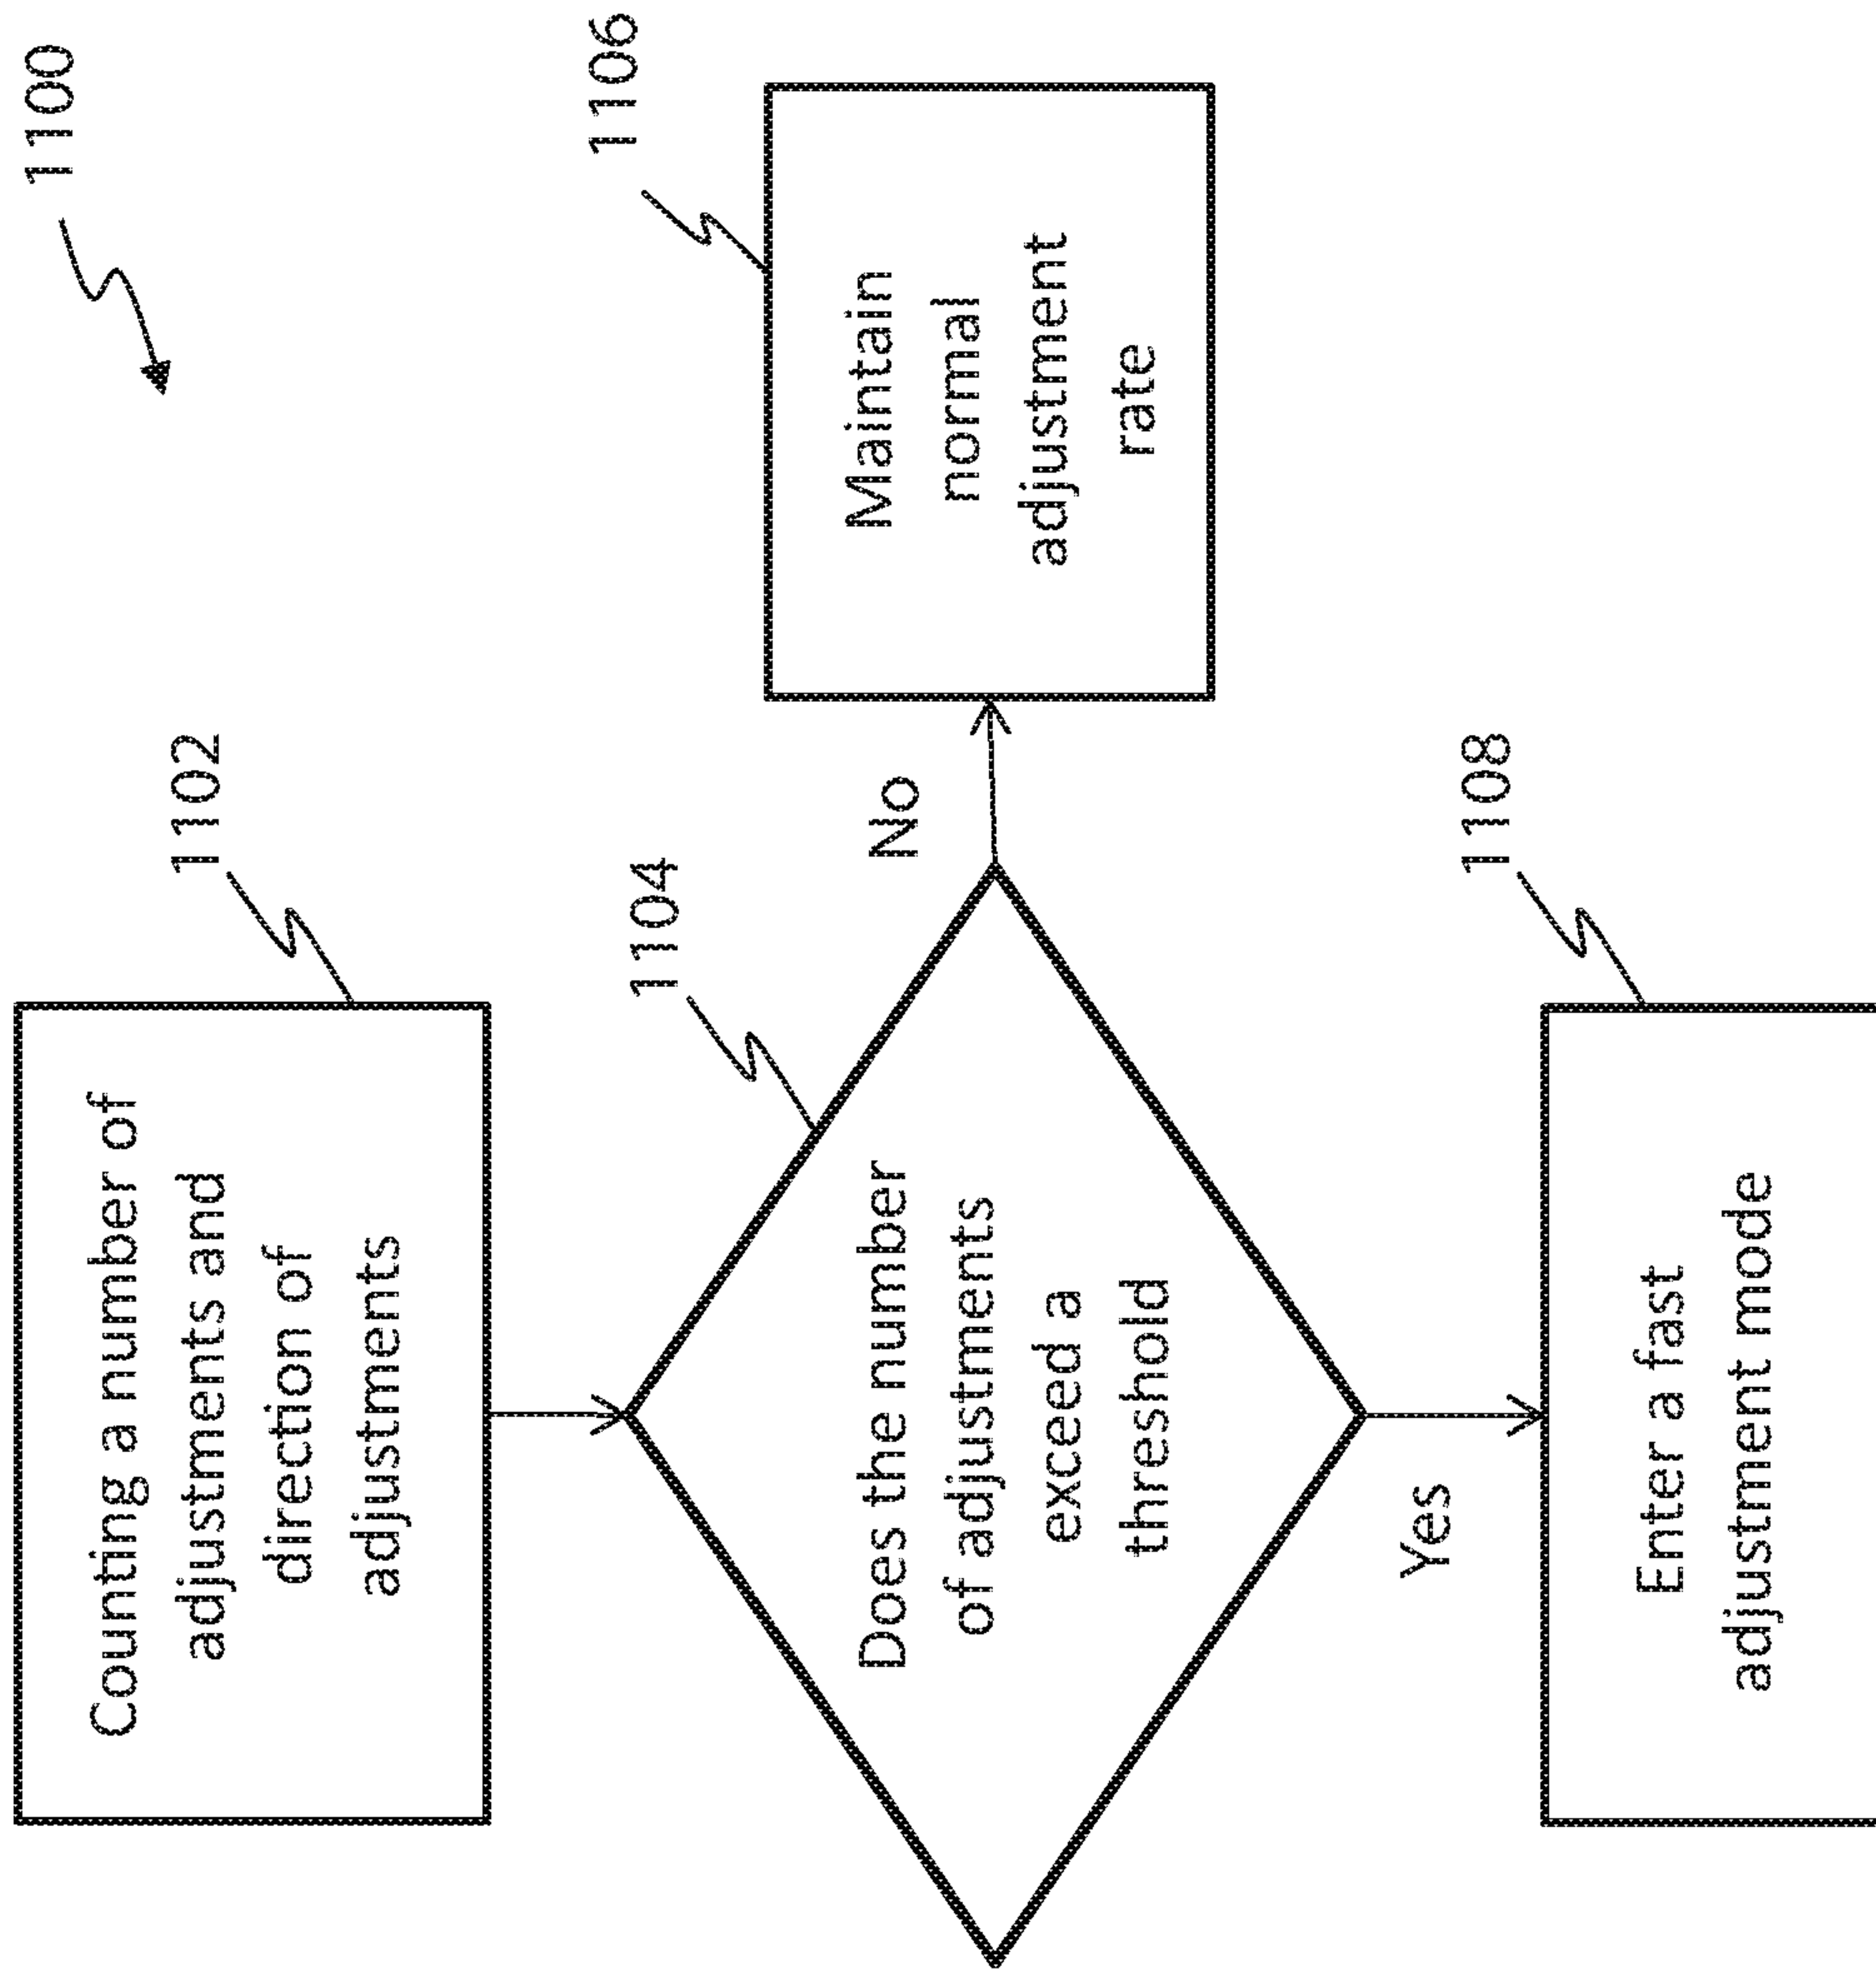 1100
Counting a number of
adjustments and
direction of
adjustments
1102
Does the number
of adjustments
exceed a
threshold
1104
No
Maintain
normal
adjustment
rate
1106
Yes
Enter a fast
adjustment mode
1108